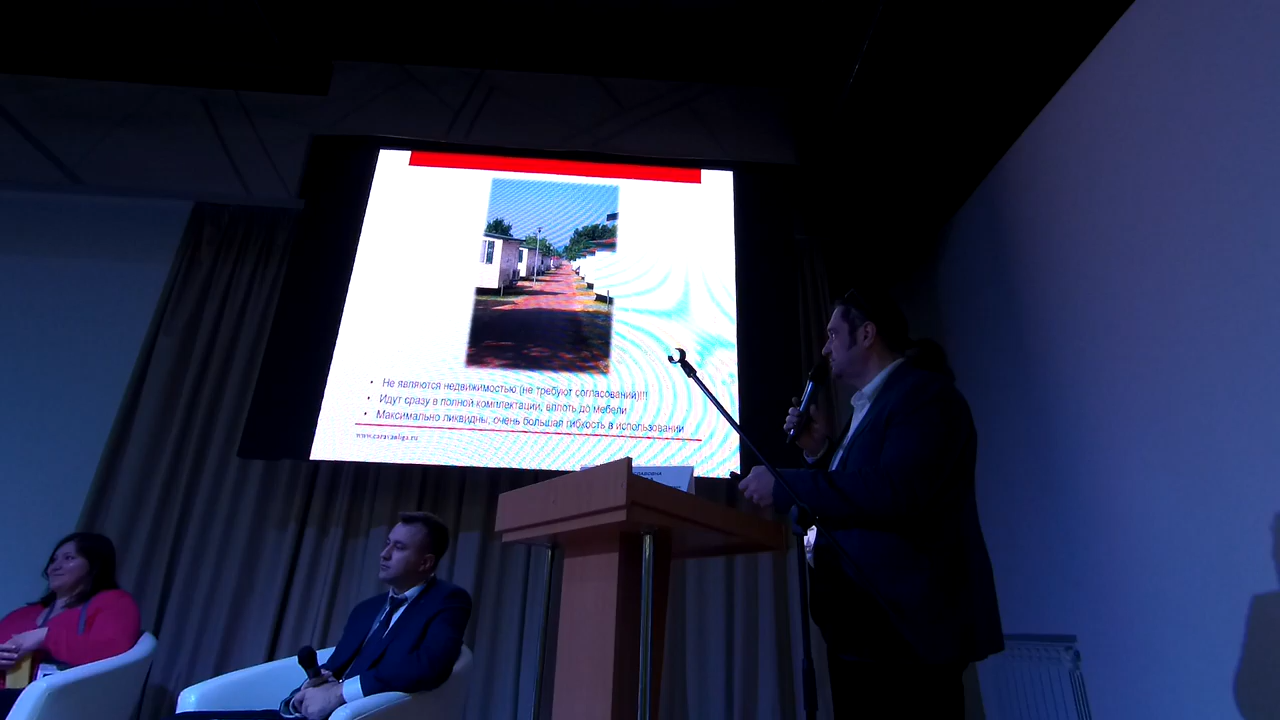 • Не являются недвижимостью (не требуют согласований)!!!
• Идут сразу в полной комплектации, вплоть до мебели
• Максимально ликвидны, очень большая гибкость в использовании
www.caravanliga.ru